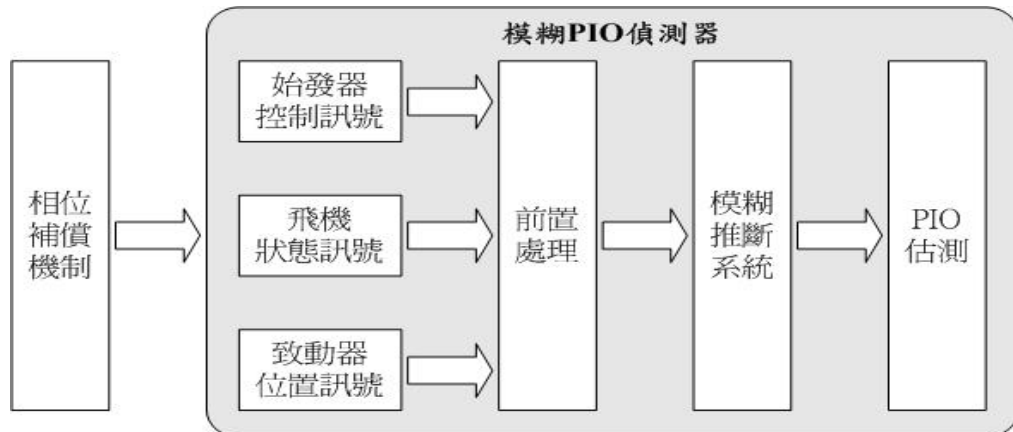 模糊PIO偵測器
相位
補償
機制
始發器
控制訊號
飛機
狀態訊號
致動器
位置訊號
前置
處理
模糊
推斷
系統
PIO
估測